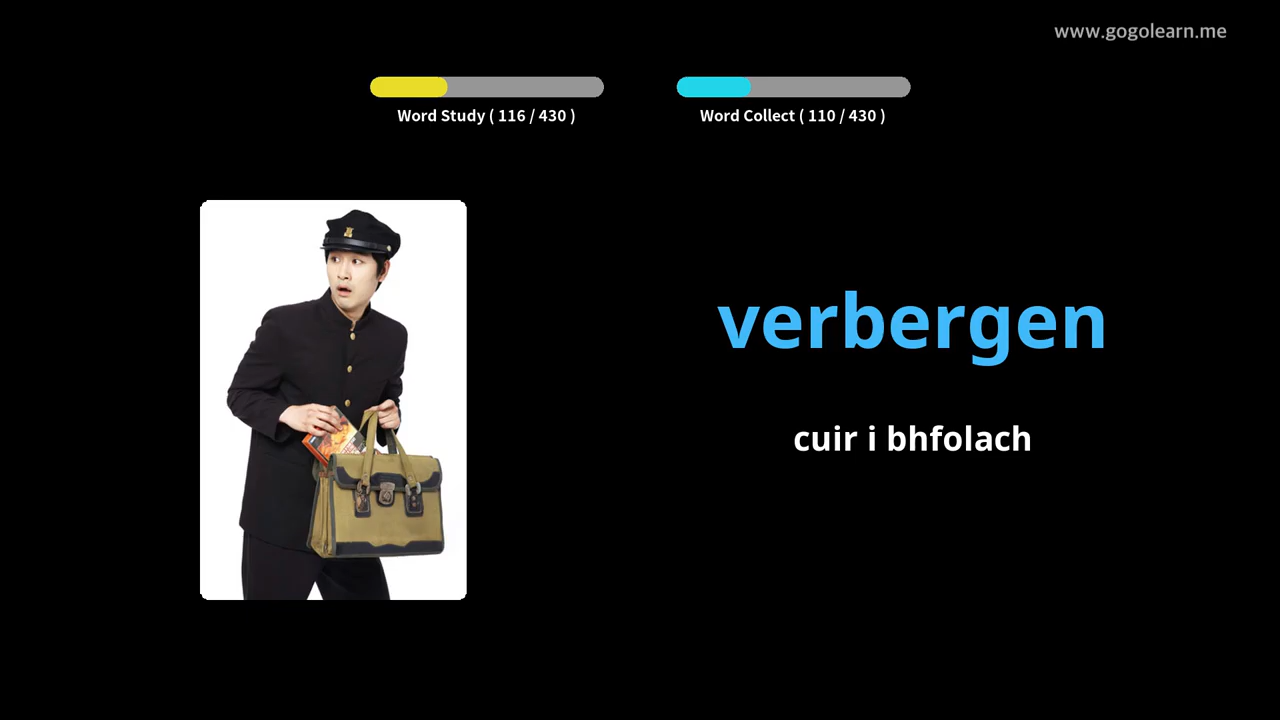 www.gogolearn.me
Word Study ( 116 / 430 )
Word Collect ( 110 / 430 )
verbergen
cuir i bhfolach